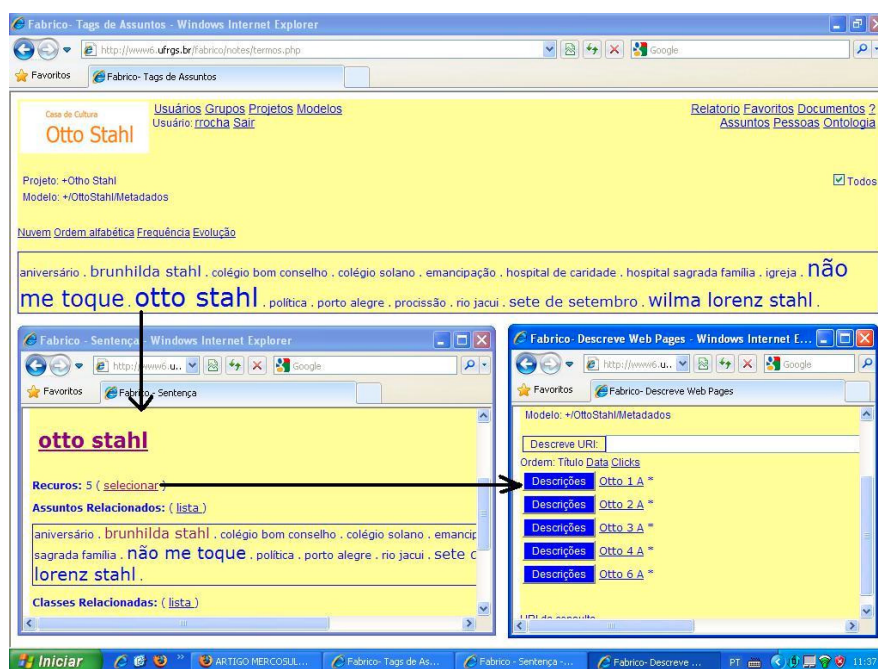 Fabrico- Tags de Assuntos - Windows Internet Explorer
http://www6.ufrgs.br/fabrico/notes/termos.php
Google
Favoritos
Fabrico- Tags de Assuntos
Casa de Cultura
Otto Stahl
Usuários Grupos Projetos Modelos
Usuário: rrocha Sair
Relatorio Favoritos Documentos ?
Assuntos Pessoas Ontologia
Projeto: +Otho Stahl
Todos
Modelo: +/OttoStahl/Metadados
Nuvem Ordem alfabética Frequência Evolução
aniversário . brunhilda stahl . colégio bom conselho . colégio solano . emancipação . hospital de caridade . hospital sagrada família . igreja . não
me toque . otto stahl . política . porto alegre . procissão . rio jacui . sete de setembro . wilma lorenz stahl .
Fabrico - Sentença - Windows Internet Explorer
http://www6.u..
Google
Favoritos
Fabrico - Sentença
otto stahl
Recuros: 5 ( selecionar )
Assuntos Relacionados: ( lista )
aniversário . brunhilda stahl . colégio bom conselho . colégio solano . emancip
sagrada família . não me toque . política . porto alegre . rio jacui . sete d
lorenz stahl .
Classes Relacionadas: ( lista )
Fabrico- Descreve Web Pages - Windows Internet E...
http://www6.u..
Google
Favoritos
Fabrico- Descreve Web Pages
Modelo: +/OttoStahl/Metadados
Descreve URI:
Ordem: Título Data Clicks
Descrições Otto 1 A *
Descrições Otto 2 A *
Descrições Otto 3 A *
Descrições Otto 4 A *
Descrições Otto 6 A *
Iniciar
ARTIGO MERCOSUL...
Fabrico- Tags de As...
Fabrico - Sentença -...
Fabrico- Descreve ...
PT
11:37